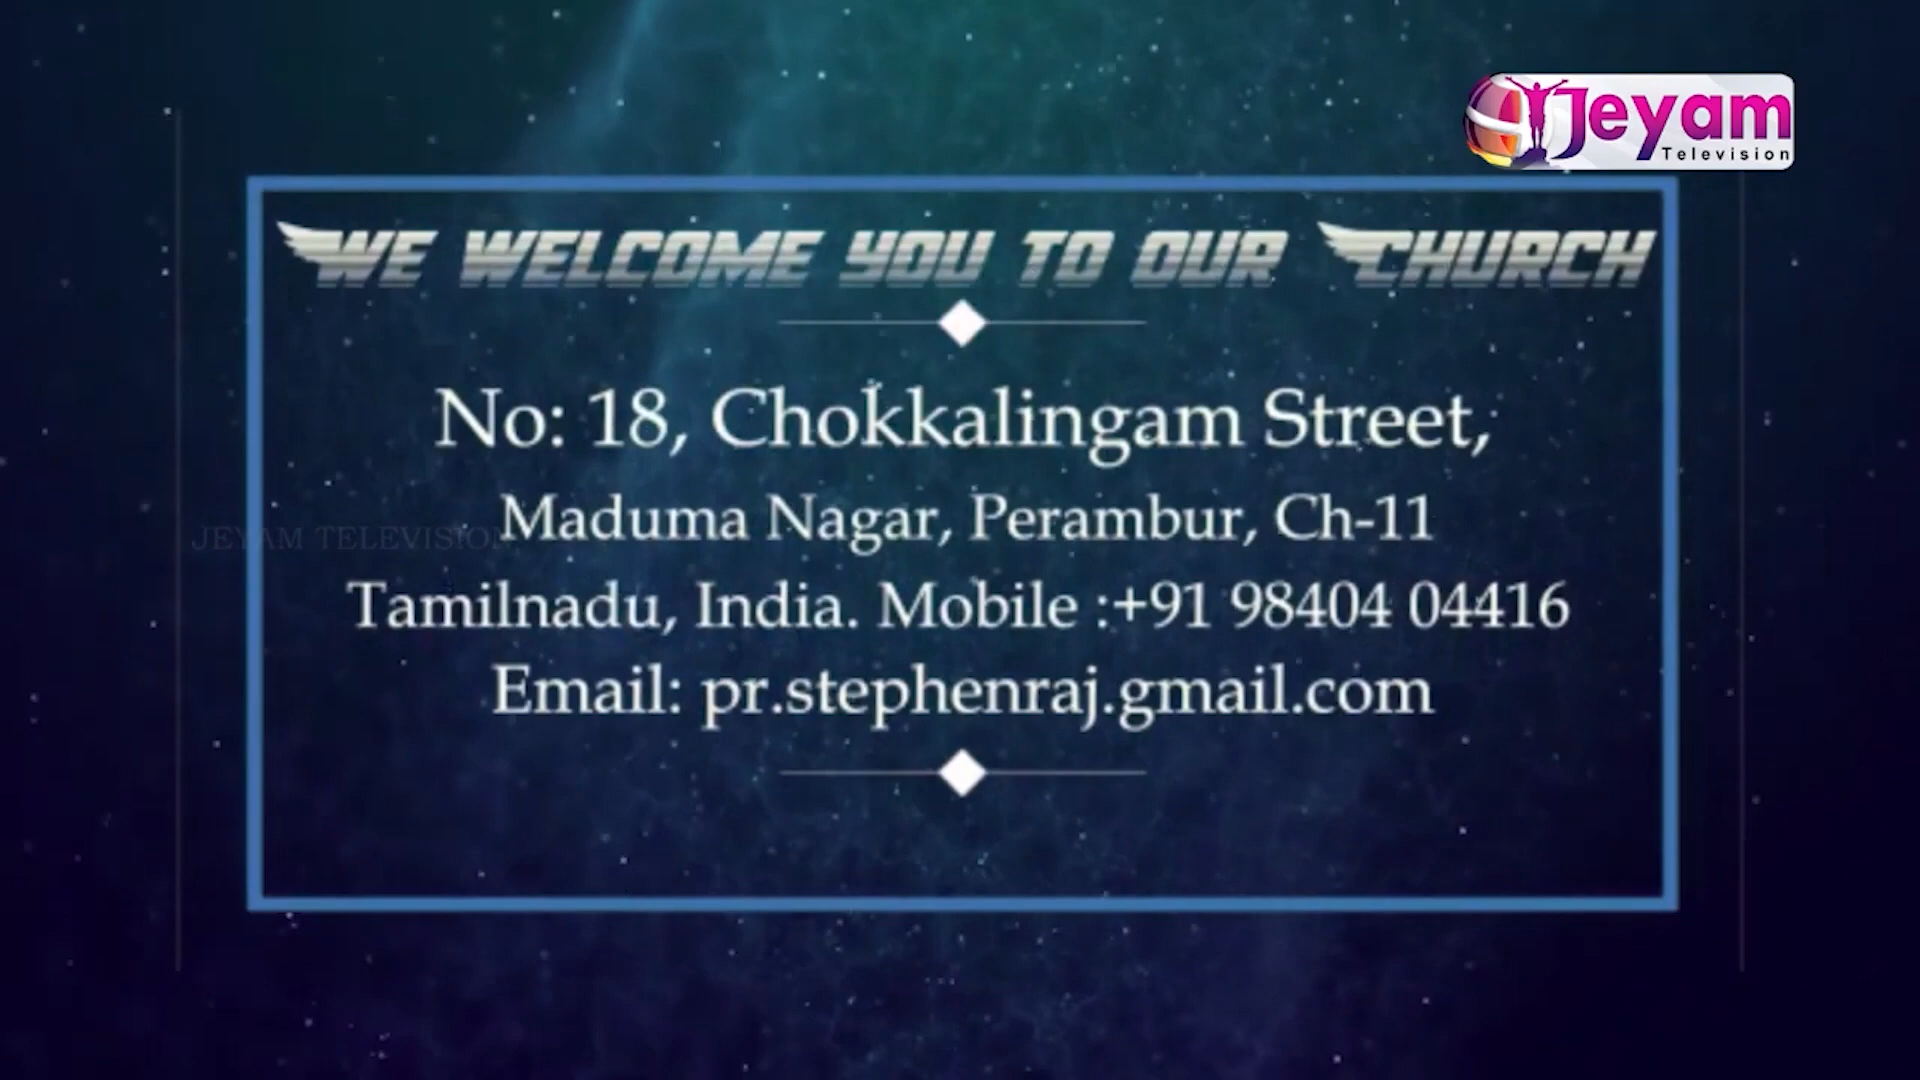 Jeyam
Television
WE WELCOME YOU TO OUR CHURCH
No: 18, Chokkalingam Street,
Maduma Nagar, Perambur, Ch-11
JEYAM TELEVISION
Tamilnadu, India. Mobile :+91 98404 04416
Email: pr.stephenraj.gmail.com